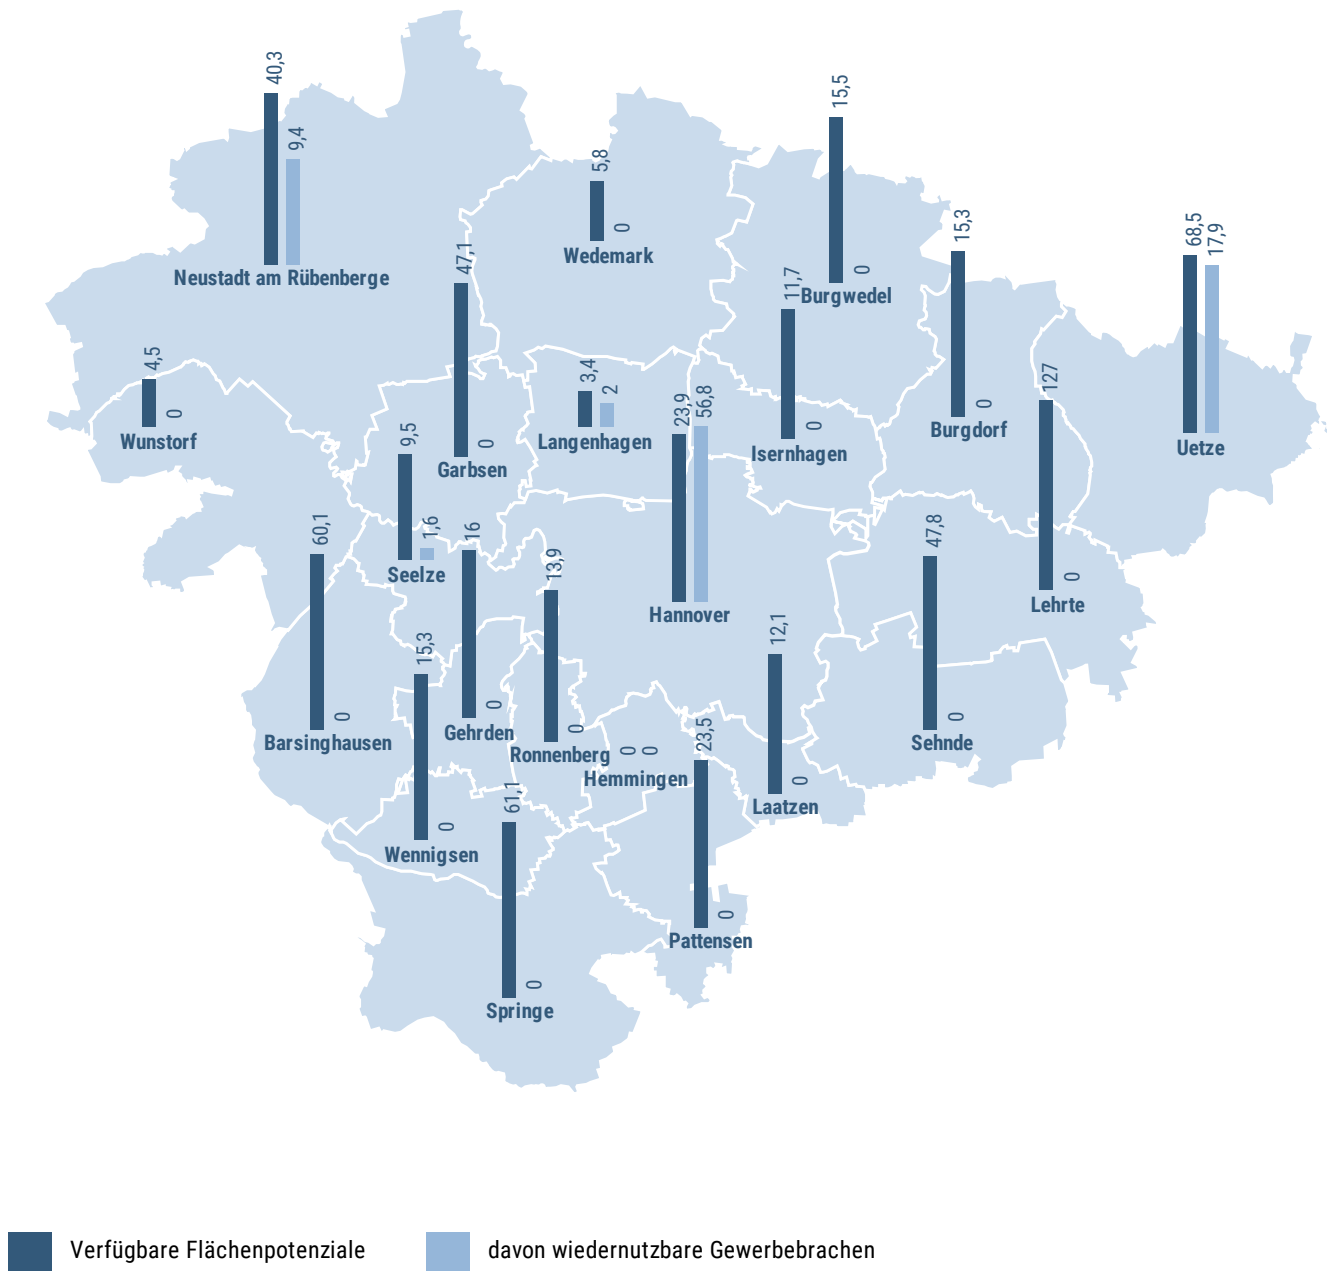 40,3
9,4
Neustadt am Rübenberge
5,8
0
Wedemark
15,5
0
Burgwedel
47,1
0
Garbsen
11,7
0
Isernhagen
15,3
0
Burgdorf
68,5
17,9
Uetze
4,5
0
Wunstorf
3,4
2
Langenhagen
23,9
56,8
Hannover
127
0
Lehrte
9,5
1,6
Seelze
60,1
0
Barsinghausen
16
0
Gehrden
13,9
0
Ronnenberg
47,8
0
Sehnde
15,3
0
Wennigsen
0
0
Hemmingen
12,1
0
Laatzen
23,5
0
Pattensen
61,1
0
Springe
Verfügbare Flächenpotenziale
davon wiedernutzbare Gewerbebrachen